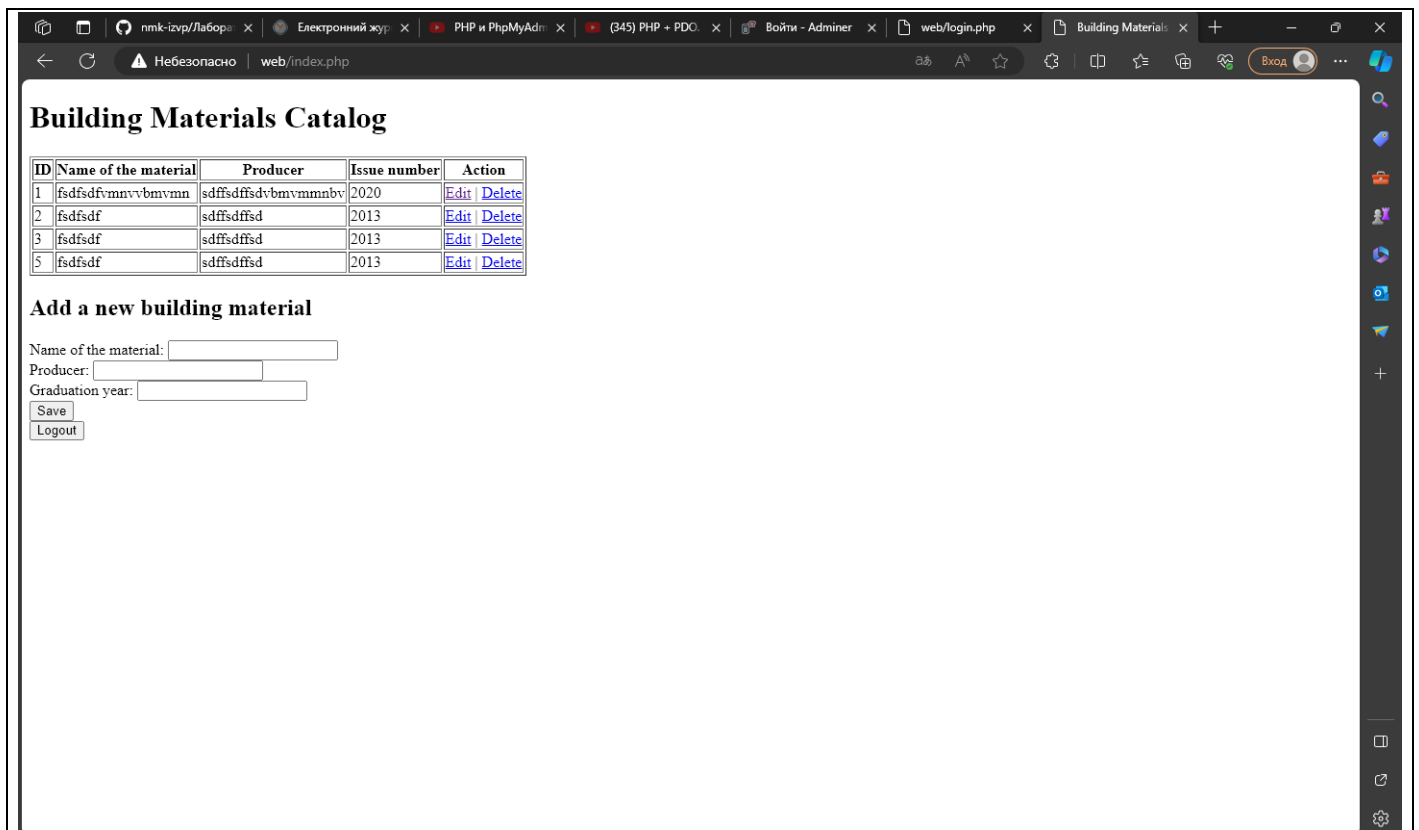 nmk-izvp/Лабора
Електронний жур
PHP и PhpMyAdm
(345) PHP + PDO.
Войти - Adminer
web/login.php
Building Materials
Небезопасно web/index.php
Вход
Building Materials Catalog
ID Name of the material Producer Issue number Action
1 fsdfsdfvmnvvbmvmn sdffsdffsdvbmvmmnbv 2020 Edit | Delete
2 fsdfsdf sdffsdffsd 2013 Edit | Delete
3 fsdfsdf sdffsdffsd 2013 Edit | Delete
5 fsdfsdf sdffsdffsd 2013 Edit | Delete
Add a new building material
Name of the material:
Producer:
Graduation year:
Save
Logout